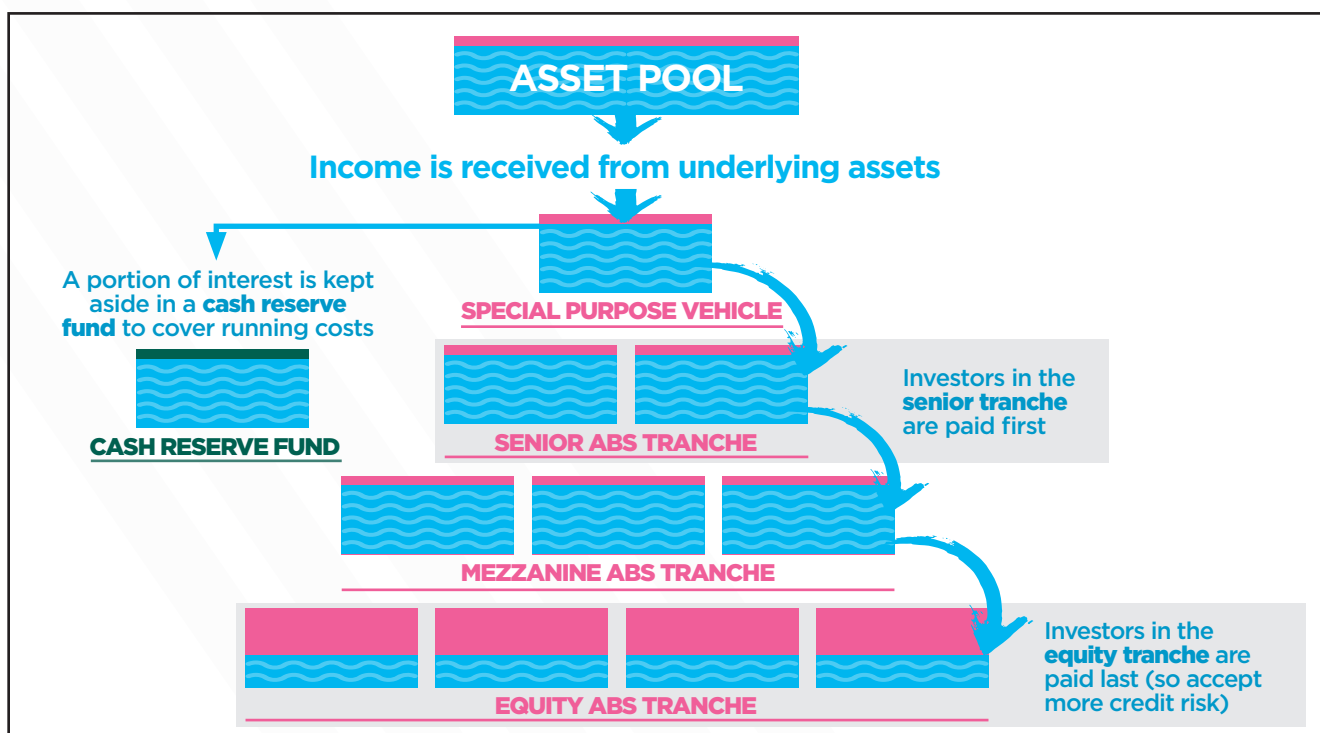 ASSET POOL
Income is received from underlying assets
A portion of interest is kept
aside in a cash reserve
fund to cover running costs
CASH RESERVE FUND
SPECIAL PURPOSE VEHICLE
Investors in the
senior tranche
are paid first
SENIOR ABS TRANCHE
MEZZANINE ABS TRANCHE
Investors in the
equity tranche are
paid last (so accept
more credit risk)
EQUITY ABS TRANCHE